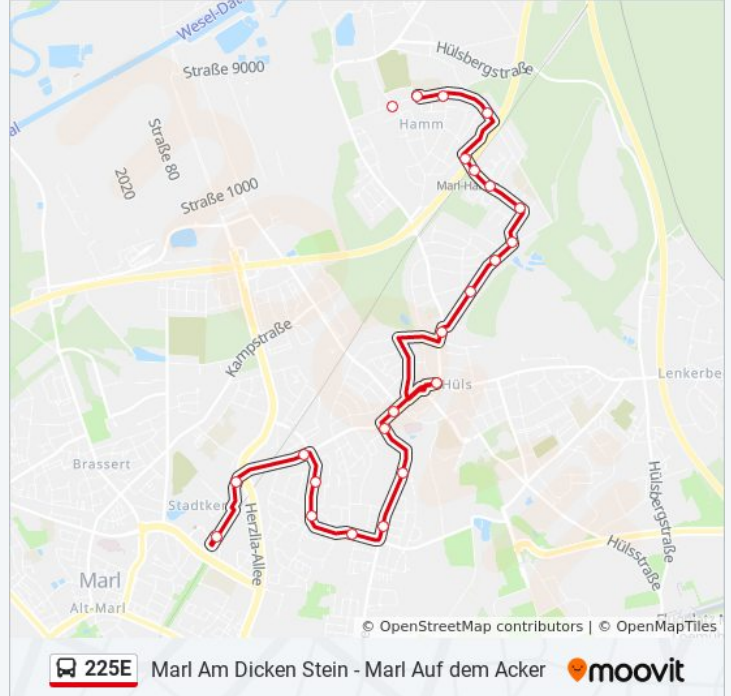 Wesel-Dat
Hülsbergstraße
Straße 9000
al
Hamm
Straße 80
2020
Straße 1000
Marl-Ha
Kampstraße
Hüls
Lenkerbe
Brassert
Stadtker
Herzlia-Allee
Hülsbergstraße
Hülsstraße
Marl
Alt-Marl
© OpenStreetMap contributors | © OpenMapTiles
225E Marl Am Dicken Stein - Marl Auf dem Acker moovit